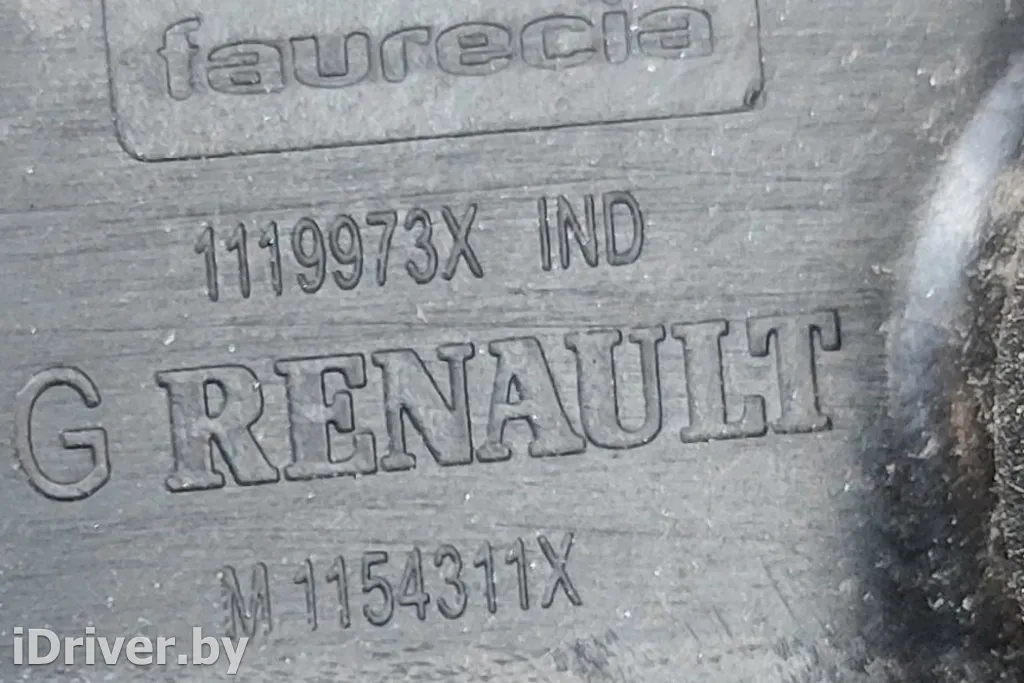 faurecia
1119973X IND
G RENAULT
M 1154311X
iDriver.by